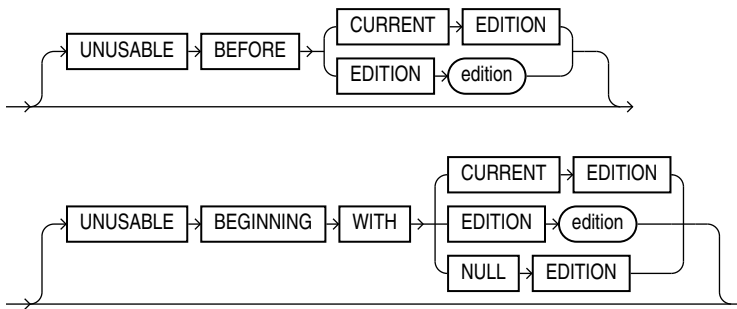 CURRENT EDITION
UNUSABLE BEFORE
EDITION edition
CURRENT EDITION
UNUSABLE BEGINNING WITH EDITION edition
NULL EDITION